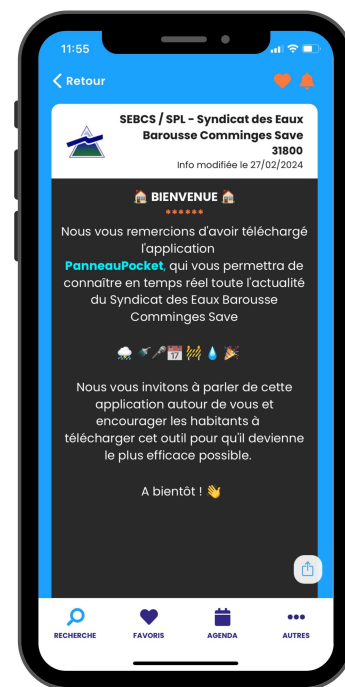 11:55
Retour
SEBCS / SPL - Syndicat des Eaux
Barousse Comminges Save
31800
Info modifiée le 27/02/2024
🏠 BIENVENUE 🏠
******
Nous vous remercions d'avoir téléchargé
l'application
PanneauPocket, qui vous permettra de
connaître en temps réel toute l'actualité
du Syndicat des Eaux Barousse
Comminges Save
Nous vous invitons à parler de cette
application autour de vous et
encourager les habitants à
télécharger cet outil pour qu'il devienne
le plus efficace possible.
A bientôt ! 👋
RECHERCHE
FAVORIS
AGENDA
AUTRES